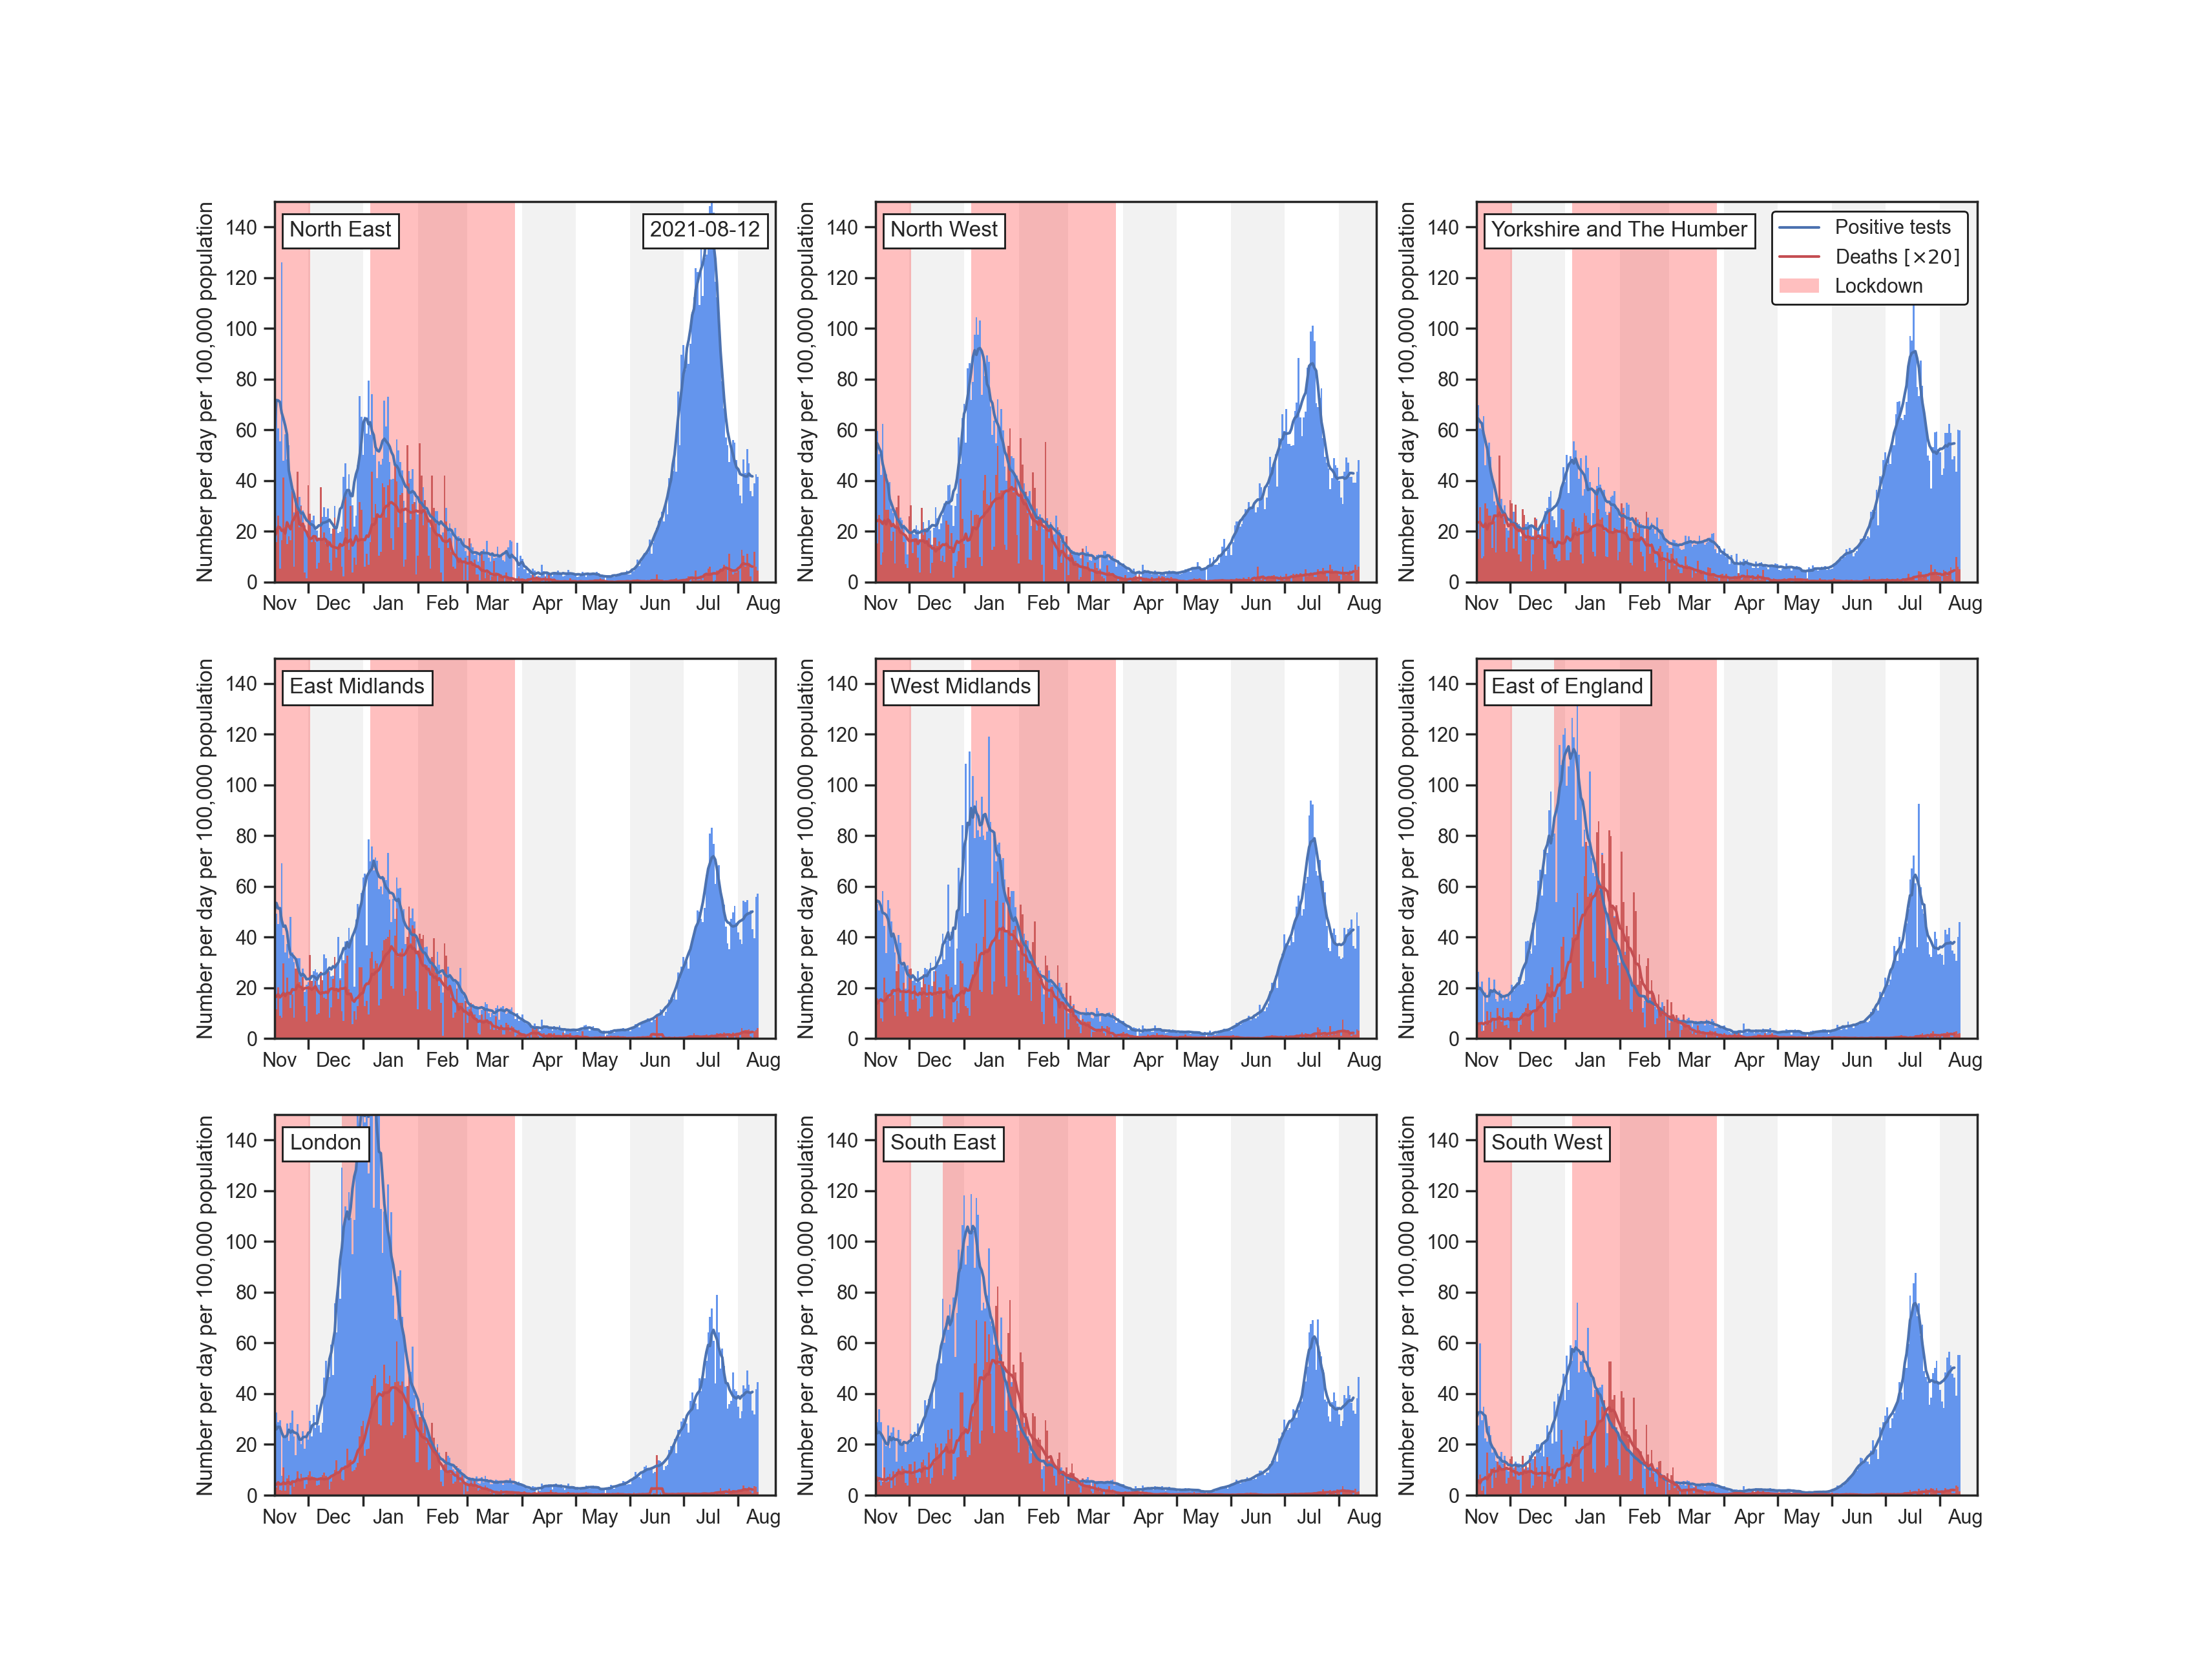 North East
2021-08-12
Number per day per 100,000 population
140
120
100
80
60
40
20
0
Nov Dec Jan Feb Mar Apr May Jun Jul Aug
North West
Number per day per 100,000 population
140
120
100
80
60
40
20
0
Nov Dec Jan Feb Mar Apr May Jun Jul Aug
Yorkshire and The Humber
Positive tests
Deaths [×20]
Lockdown
Number per day per 100,000 population
140
120
100
80
60
40
20
0
Nov Dec Jan Feb Mar Apr May Jun Jul Aug
East Midlands
Number per day per 100,000 population
140
120
100
80
60
40
20
0
Nov Dec Jan Feb Mar Apr May Jun Jul Aug
West Midlands
Number per day per 100,000 population
140
120
100
80
60
40
20
0
Nov Dec Jan Feb Mar Apr May Jun Jul Aug
East of England
Number per day per 100,000 population
140
120
100
80
60
40
20
0
Nov Dec Jan Feb Mar Apr May Jun Jul Aug
London
Number per day per 100,000 population
140
120
100
80
60
40
20
0
Nov Dec Jan Feb Mar Apr May Jun Jul Aug
South East
Number per day per 100,000 population
140
120
100
80
60
40
20
0
Nov Dec Jan Feb Mar Apr May Jun Jul Aug
South West
Number per day per 100,000 population
140
120
100
80
60
40
20
0
Nov Dec Jan Feb Mar Apr May Jun Jul Aug